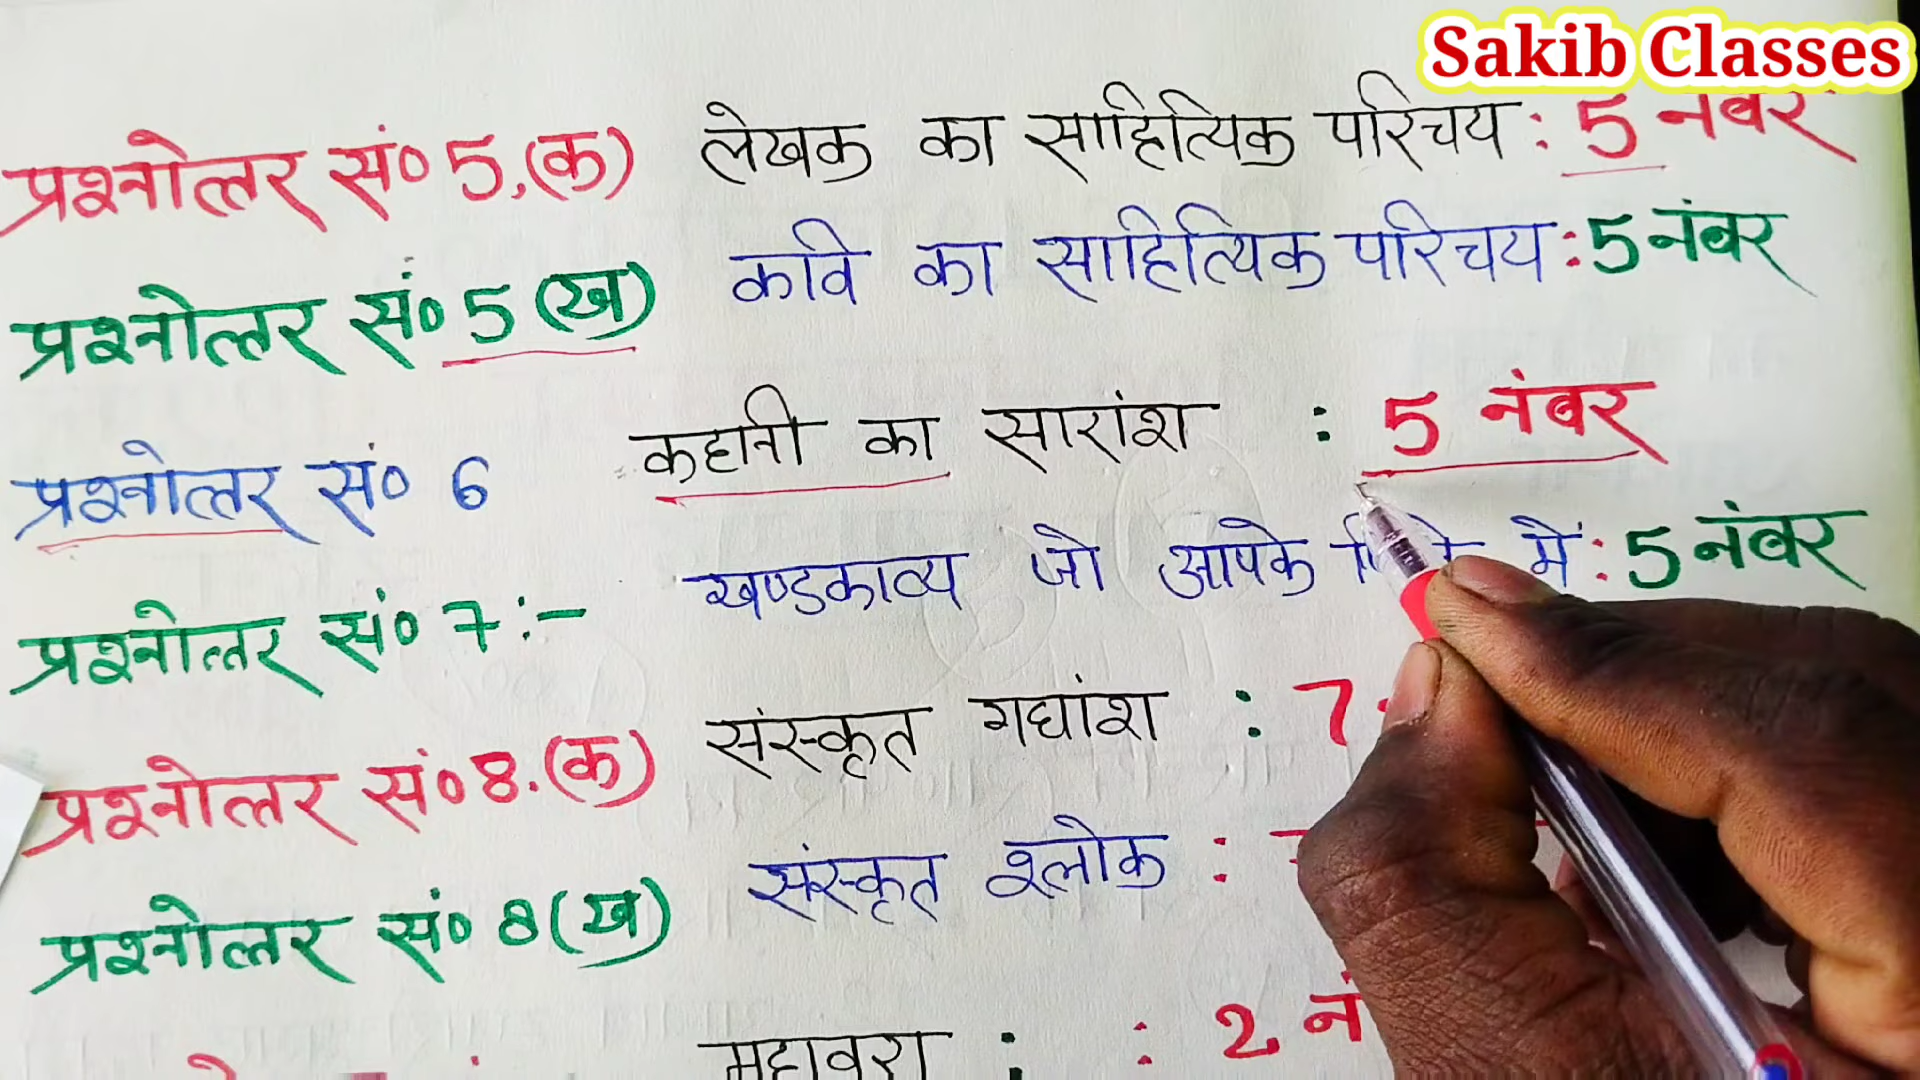 Sakib Classes
प्रश्नोत्तर सं० 5.(क) लेखक का साहित्यिक परिचय : 5 नंबर
प्रश्नोत्तर सं० 5 (ख) कवि का साहित्यिक परिचय : 5 नंबर
प्रश्नोत्तर सं० 6 कहानी का सारांश : 5 नंबर
प्रश्नोत्तर सं० 7 :- खण्डकाव्य जो आपके में : 5 नंबर
प्रश्नोत्तर सं० 8.(क) संस्कृत गद्यांश : 7
प्रश्नोत्तर सं० 8 (ख) संस्कृत श्लोक :
मुहावरा : : 2